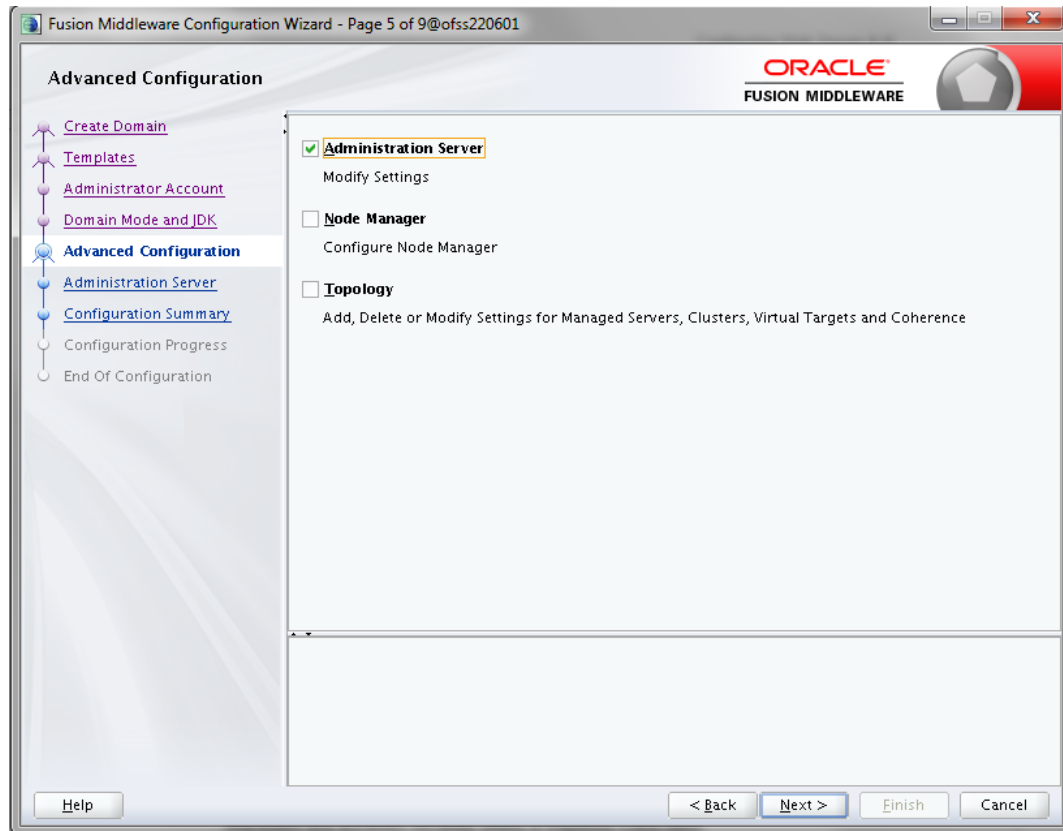 Fusion Middleware Configuration Wizard - Page 5 of 9@ofss220601
Advanced Configuration
ORACLE
FUSION MIDDLEWARE
Create Domain
Templates
Administrator Account
Domain Mode and JDK
Advanced Configuration
Administration Server
Configuration Summary
Configuration Progress
End Of Configuration
Administration Server
Modify Settings
Node Manager
Configure Node Manager
Topology
Add, Delete or Modify Settings for Managed Servers, Clusters, Virtual Targets and Coherence
Help
< Back
Next >
Finish
Cancel